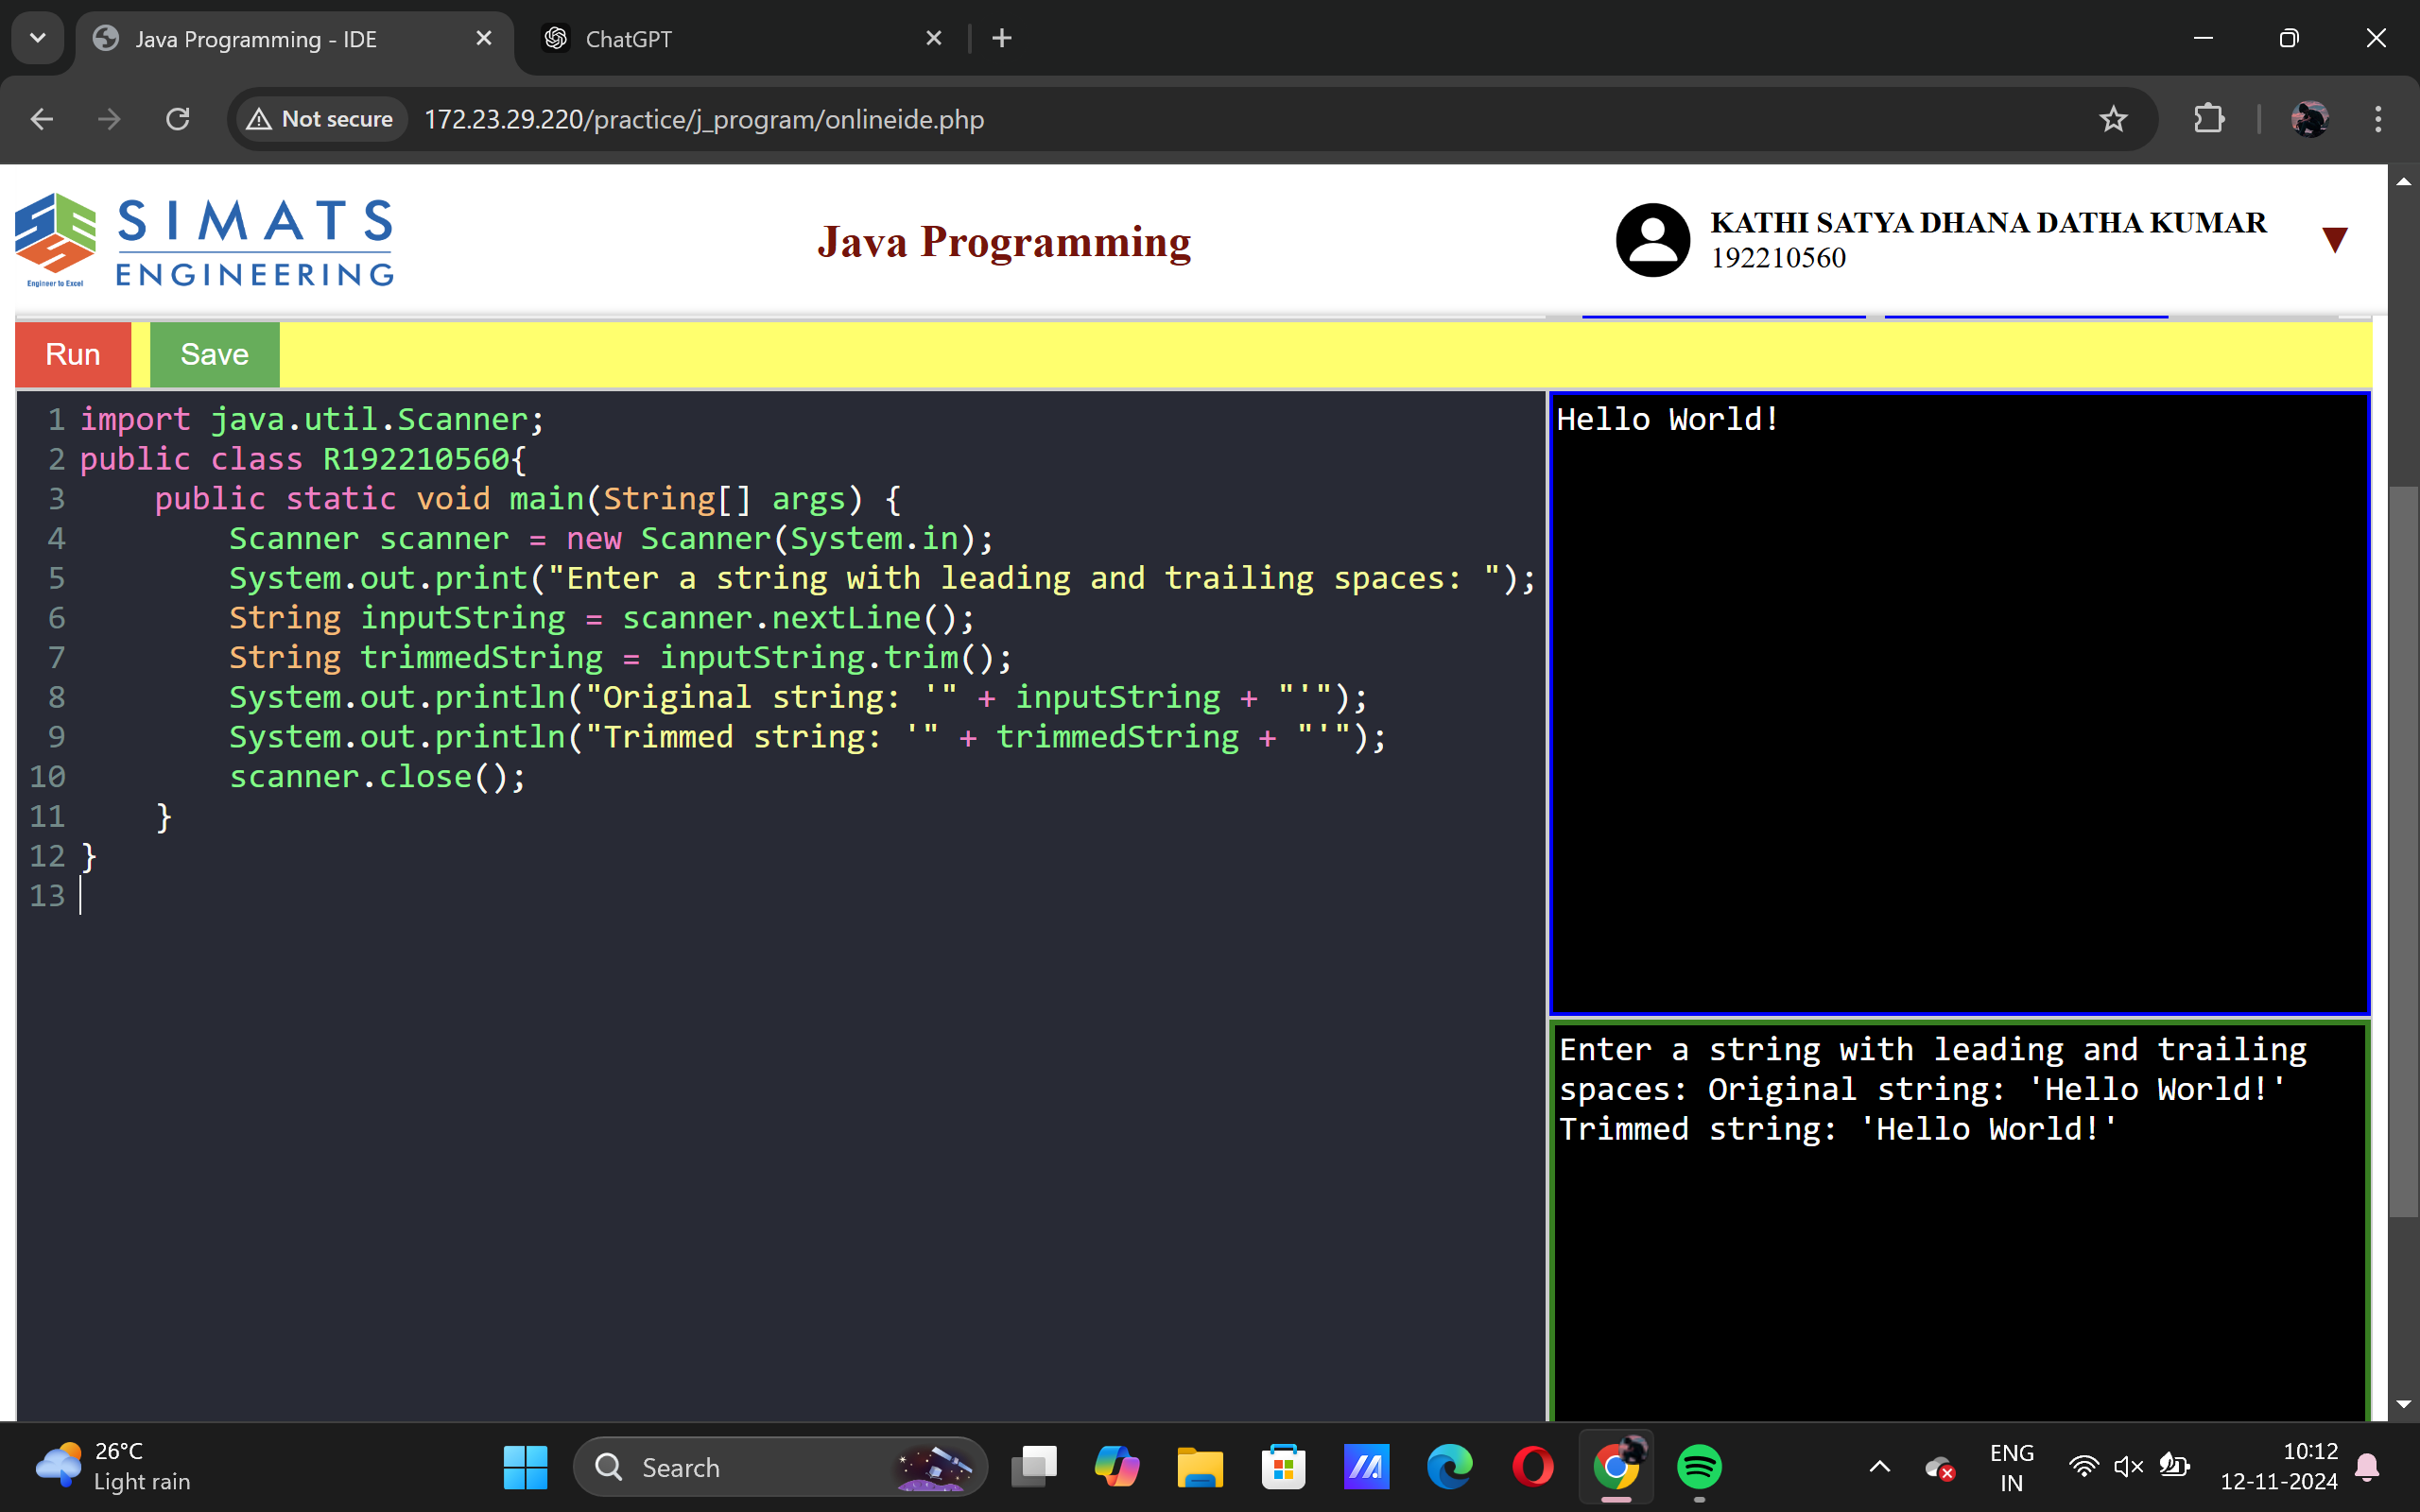 Java Programming - IDE
ChatGPT
Not secure
172.23.29.220/practice/j_program/onlineide.php
SIMATS
ENGINEERING
Engineer to Excel
Java Programming
KATHI SATYA DHANA DATHA KUMAR
192210560
Run
Save
1 import java.util.Scanner;
2 public class R192210560{
3     public static void main(String[] args) {
4         Scanner scanner = new Scanner(System.in);
5         System.out.print("Enter a string with leading and trailing spaces: ");
6         String inputString = scanner.nextLine();
7         String trimmedString = inputString.trim();
8         System.out.println("Original string: '" + inputString + "'");
9         System.out.println("Trimmed string: '" + trimmedString + "'");
10         scanner.close();
11     }
12 }
13
Hello World!
Enter a string with leading and trailing
spaces: Original string: 'Hello World!'
Trimmed string: 'Hello World!'
26°C
Light rain
Search
ENG
IN
10:12
12-11-2024